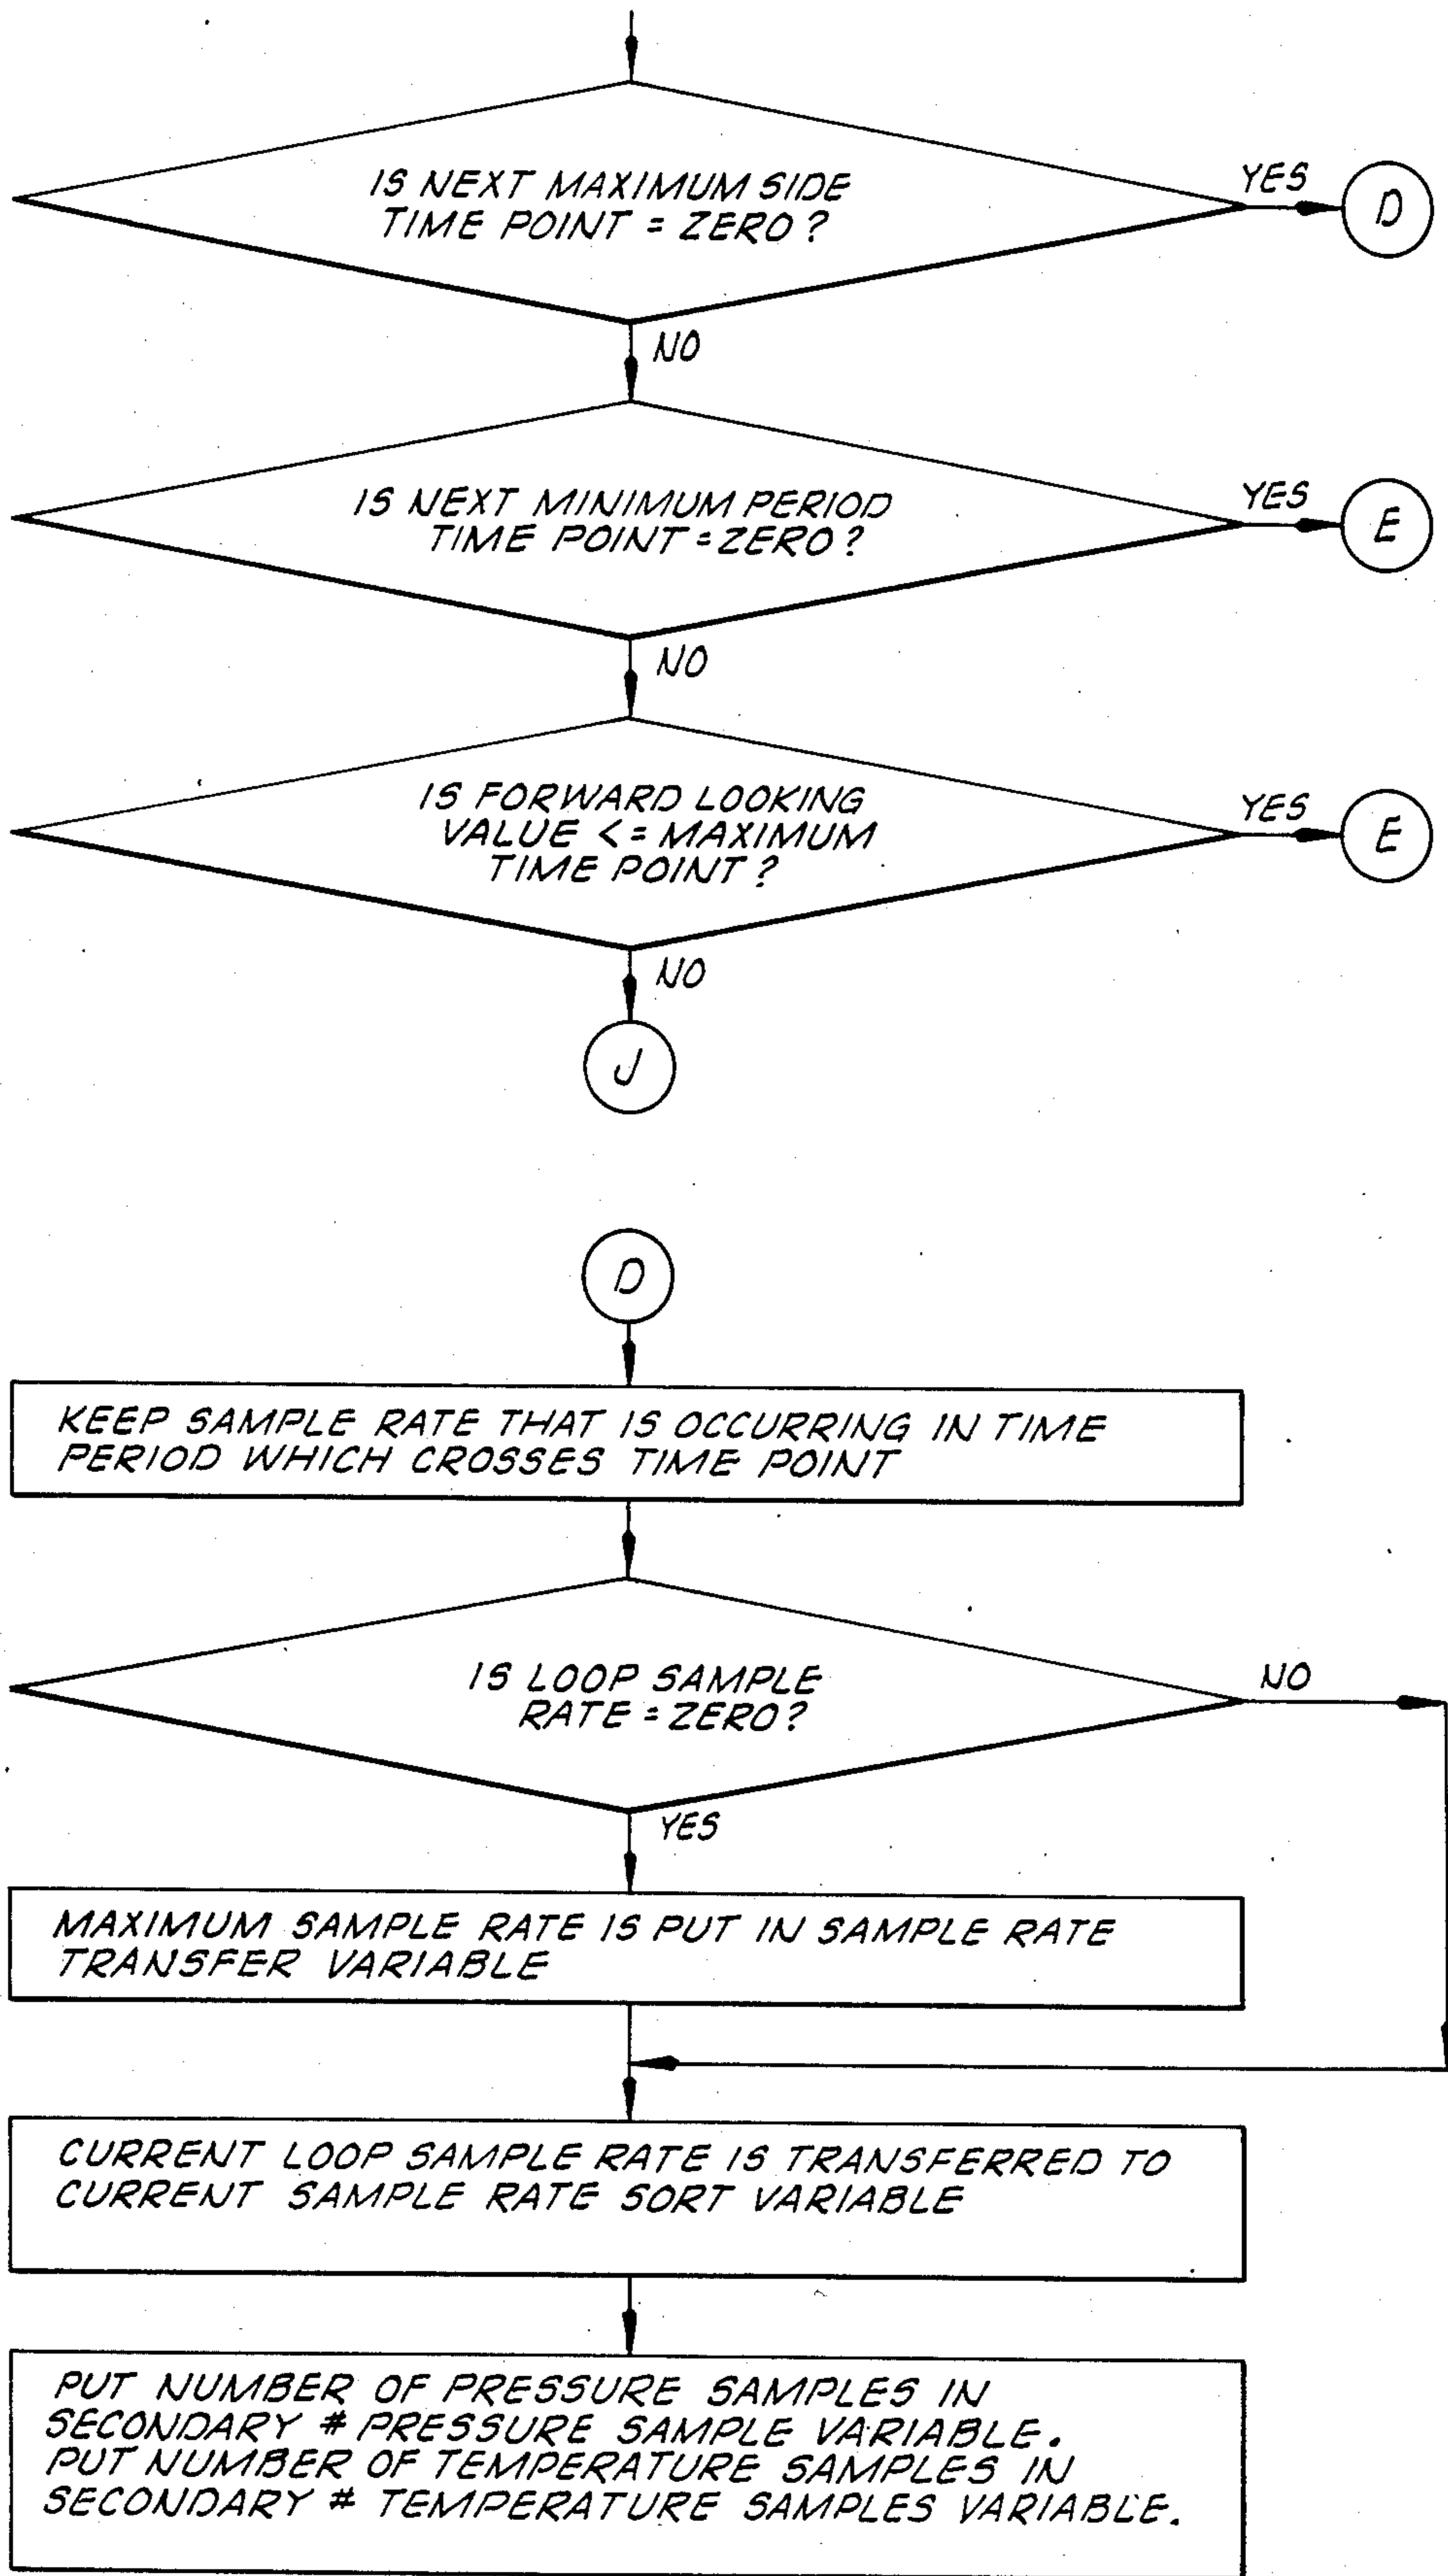 IS NEXT MAXIMUM SIDE
TIME POINT = ZERO?
YES
D
NO
IS NEXT MINIMUM PERIOD
TIME POINT = ZERO?
YES
E
NO
IS FORWARD LOOKING
VALUE <= MAXIMUM
TIME POINT?
YES
E
NO
J
D
KEEP SAMPLE RATE THAT IS OCCURRING IN TIME
PERIOD WHICH CROSSES TIME POINT
IS LOOP SAMPLE
RATE = ZERO?
NO
YES
MAXIMUM SAMPLE RATE IS PUT IN SAMPLE RATE
TRANSFER VARIABLE
CURRENT LOOP SAMPLE RATE IS TRANSFERRED TO
CURRENT SAMPLE RATE SORT VARIABLE
PUT NUMBER OF PRESSURE SAMPLES IN
SECONDARY # PRESSURE SAMPLE VARIABLE.
PUT NUMBER OF TEMPERATURE SAMPLES IN
SECONDARY # TEMPERATURE SAMPLES VARIABLE.